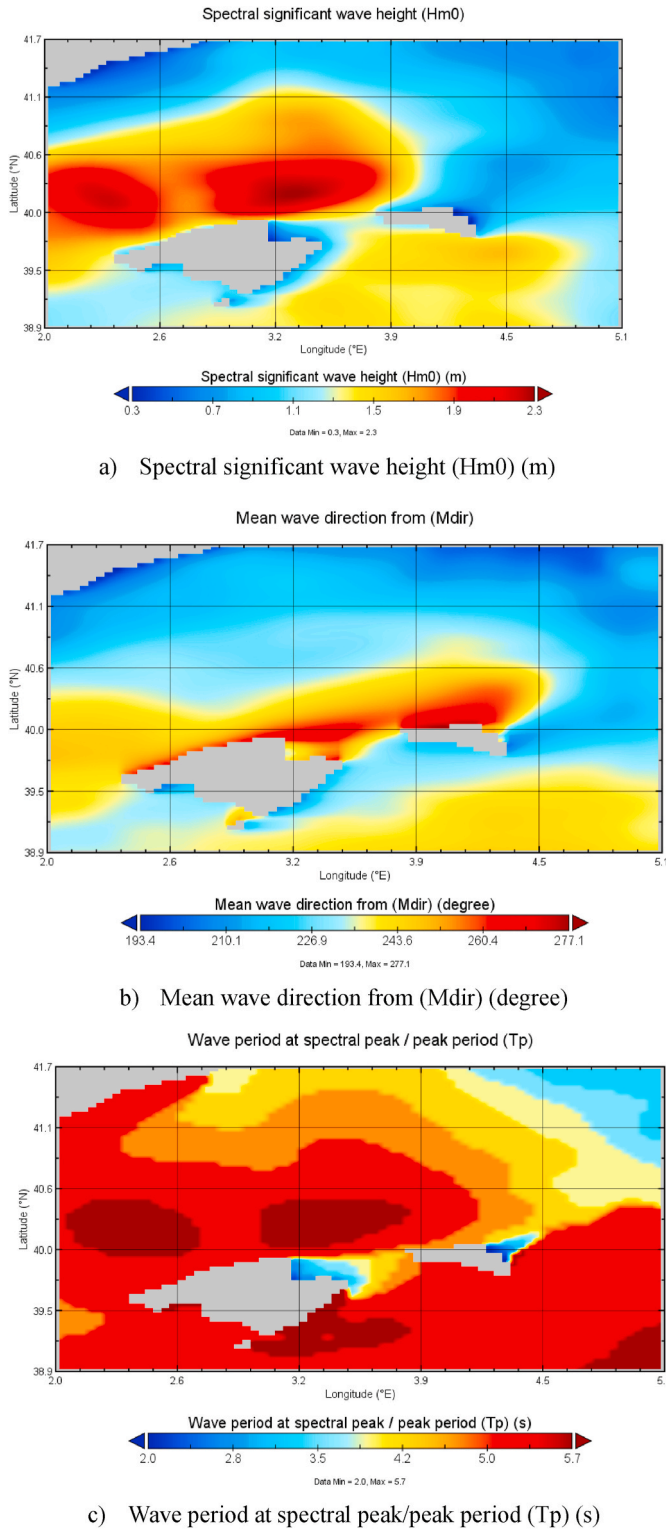 Spectral significant wave height (Hm0)
41.7
41.1
40.6
40.0
39.5
38.9
Latitude (°N)
2.0 2.6 3.2 3.9 4.5 5.1
Longitude (°E)
Spectral significant wave height (Hm0) (m)
0.3 0.7 1.1 1.5 1.9 2.3
Data Min = 0.3, Max = 2.3
a) Spectral significant wave height (Hm0) (m)
Mean wave direction from (Mdir)
41.7
41.1
40.6
40.0
39.5
38.9
Latitude (°N)
2.0 2.6 3.2 3.9 4.5 5.1
Longitude (°E)
Mean wave direction from (Mdir) (degree)
193.4 210.1 226.9 243.6 260.4 277.1
Data Min = 193.4, Max = 277.1
b) Mean wave direction from (Mdir) (degree)
Wave period at spectral peak / peak period (Tp)
41.7
41.1
40.6
40.0
39.5
38.9
Latitude (°N)
2.0 2.6 3.2 3.9 4.5 5.
Longitude (°E)
Wave period at spectral peak / peak period (Tp) (s)
2.0 2.8 3.5 4.2 5.0 5.7
Data Min = 2.0, Max = 5.7
c) Wave period at spectral peak/peak period (Tp) (s)